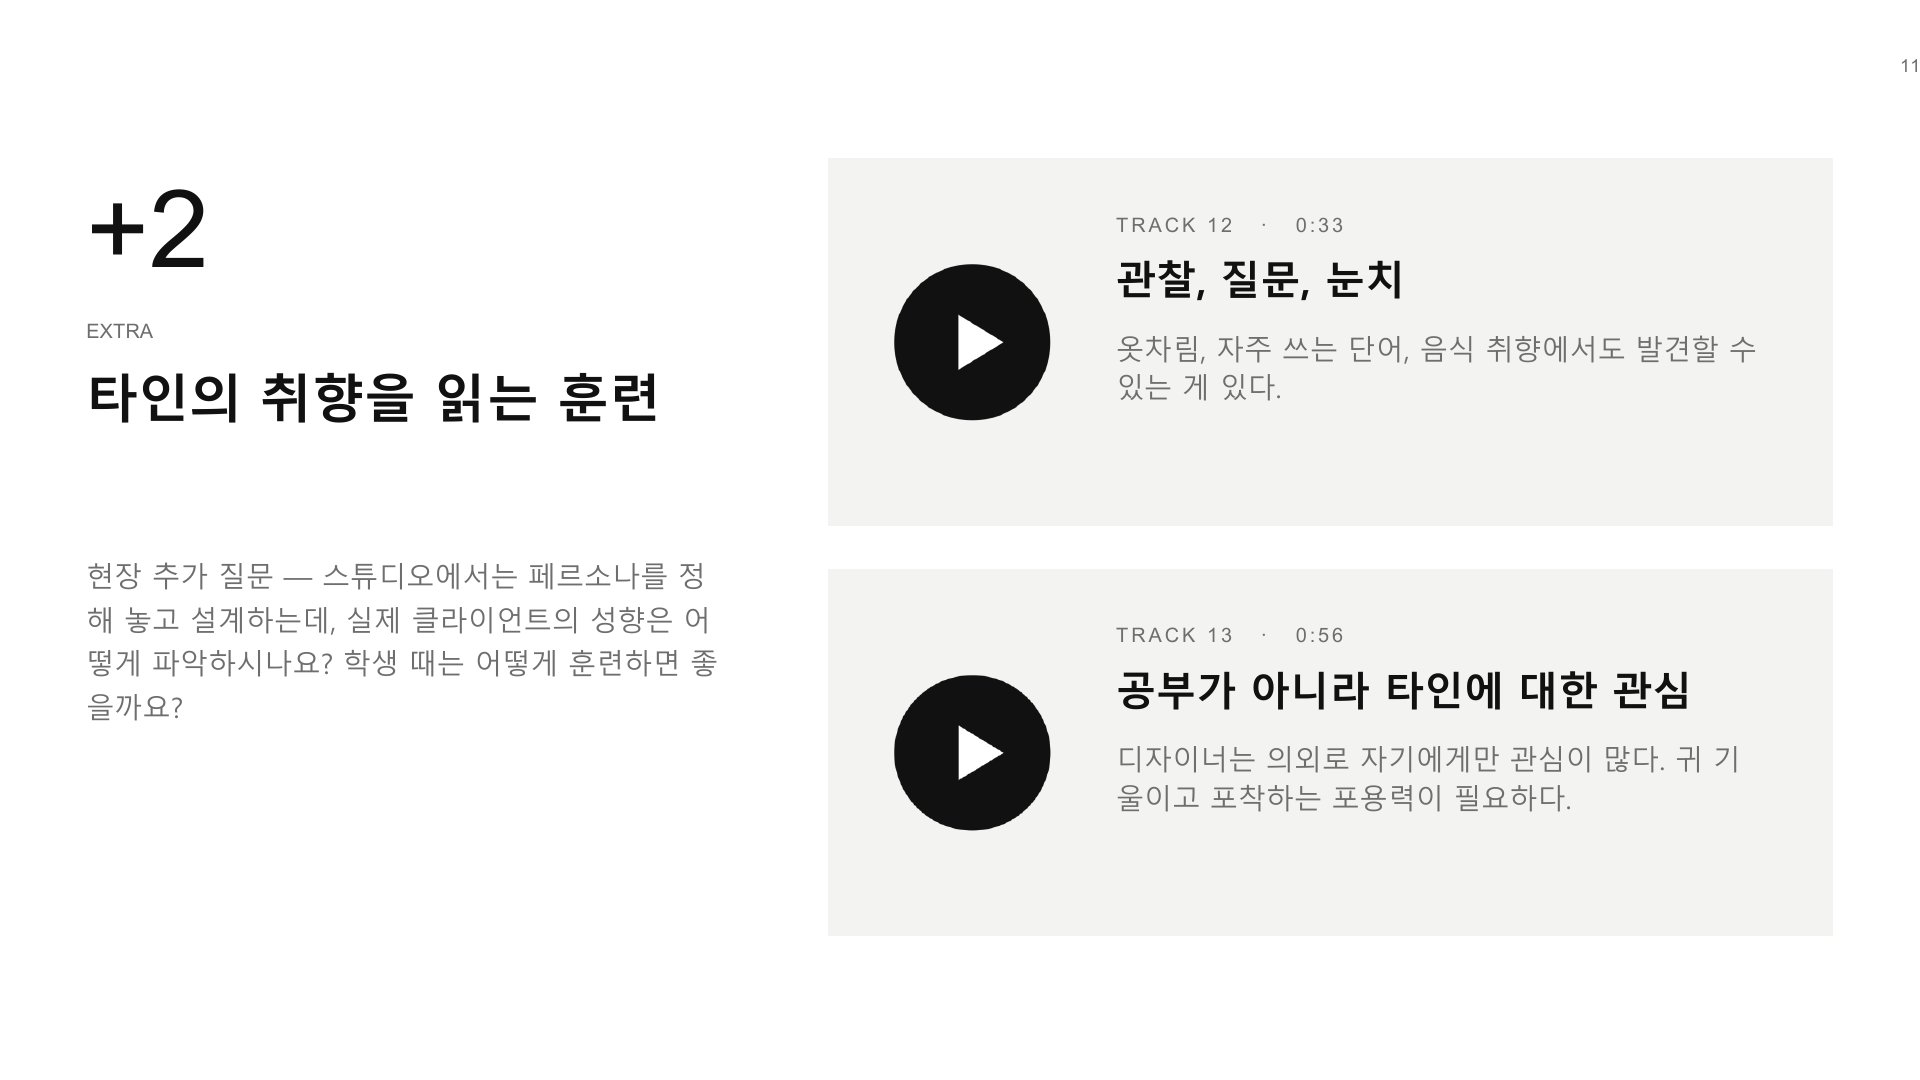 11
+2
EXTRA
타인의 취향을 읽는 훈련
현장 추가 질문 — 스튜디오에서는 페르소나를 정
해 놓고 설계하는데, 실제 클라이언트의 성향은 어
떻게 파악하시나요? 학생 때는 어떻게 훈련하면 좋
을까요?
TRACK 12 · 0:33
관찰, 질문, 눈치
옷차림, 자주 쓰는 단어, 음식 취향에서도 발견할 수
있는 게 있다.
TRACK 13 · 0:56
공부가 아니라 타인에 대한 관심
디자이너는 의외로 자기에게만 관심이 많다. 귀 기
울이고 포착하는 포용력이 필요하다.